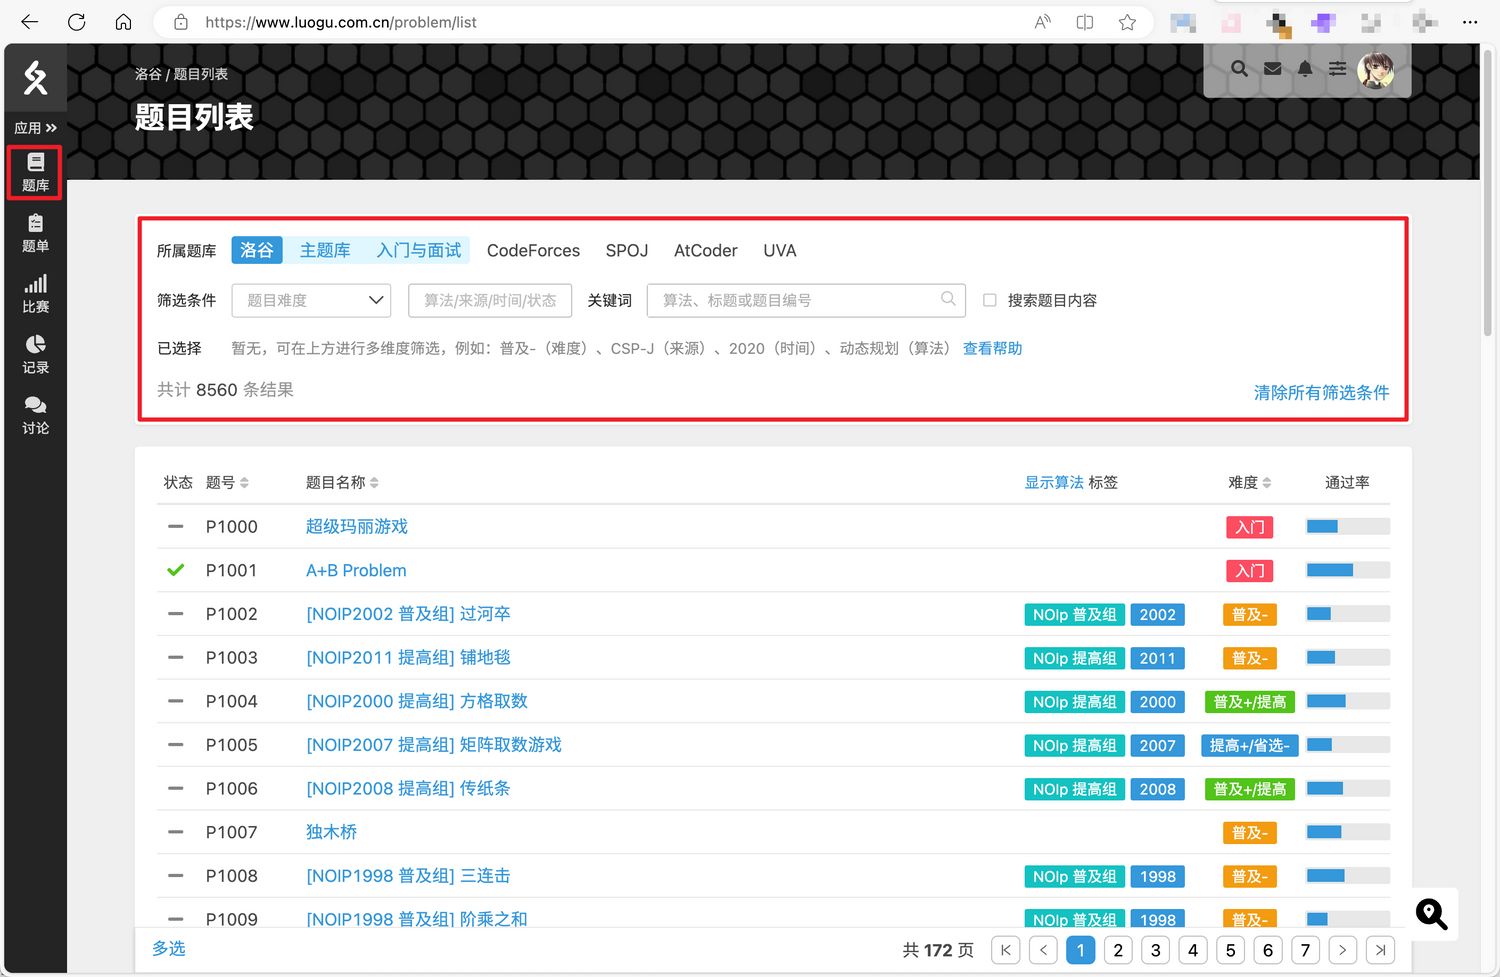 https://www.luogu.com.cn/problem/list
洛谷 / 题目列表
题目列表
应用
题库
题单
比赛
记录
讨论
所属题库 洛谷 主题库 入门与面试 CodeForces SPOJ AtCoder UVA
筛选条件 题目难度 算法/来源/时间/状态 关键词 算法、标题或题目编号 搜索题目内容
已选择 暂无，可在上方进行多维度筛选，例如：普及-（难度）、CSP-J（来源）、2020（时间）、动态规划（算法） 查看帮助
共计 8560 条结果 清除所有筛选条件
状态 题号 题目名称 显示算法 标签 难度 通过率
P1000 超级玛丽游戏 入门
P1001 A+B Problem 入门
P1002 [NOIP2002 普及组] 过河卒 NOIp 普及组 2002 普及-
P1003 [NOIP2011 提高组] 铺地毯 NOIp 提高组 2011 普及-
P1004 [NOIP2000 提高组] 方格取数 NOIp 提高组 2000 普及+/提高
P1005 [NOIP2007 提高组] 矩阵取数游戏 NOIp 提高组 2007 提高+/省选-
P1006 [NOIP2008 提高组] 传纸条 NOIp 提高组 2008 普及+/提高
P1007 独木桥 普及-
P1008 [NOIP1998 普及组] 三连击 NOIp 普及组 1998 普及-
P1009 [NOIP1998 普及组] 阶乘之和 NOIp 普及组 1998 普及-
多选 共 172 页 1 2 3 4 5 6 7